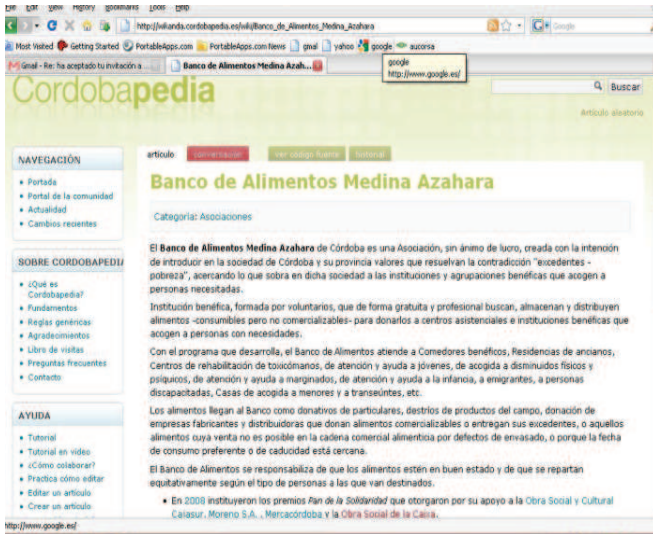 File Edit View History Bookmarks Tools Help
http://wikanda.cordobapedia.es/wiki/Banco_de_Alimentos_Medina_Azahara
Google
Most Visited Getting Started PortableApps.com PortableApps.com News gmal yahoo google aucorsa
Gmail - Re: ha aceptado tu invitación a ...
Banco de Alimentos Medina Azah...
google
http://www.google.es/
Cordobapedia
Buscar
Artículo aleatorio
artículo conversación ver código fuente historial
NAVEGACIÓN
Portada
Portal de la comunidad
Actualidad
Cambios recientes
SOBRE CORDOBAPEDIA
¿Qué es
Cordobapedia?
Fundamentos
Reglas genéricas
Agradecimientos
Libro de visitas
Preguntas frecuentes
Contacto
AYUDA
Tutorial
Tutorial en vídeo
¿Cómo colaborar?
Practica cómo editar
Editar un artículo
Crear un artículo
Banco de Alimentos Medina Azahara
Categoría: Asociaciones
El Banco de Alimentos Medina Azahara de Córdoba es una Asociación, sin ánimo de lucro, creada con la intención
de introducir en la sociedad de Córdoba y su provincia valores que resuelvan la contradicción "excedentes -
pobreza", acercando lo que sobra en dicha sociedad a las instituciones y agrupaciones benéficas que acogen a
personas necesitadas.
Institución benéfica, formada por voluntarios, que de forma gratuita y profesional buscan, almacenan y distribuyen
alimentos -consumibles pero no comercializables- para donarlos a centros asistenciales e instituciones benéficas que
acogen a personas con necesidades.
Con el programa que desarrolla, el Banco de Alimentos atiende a Comedores benéficos, Residencias de ancianos,
Centros de rehabilitación de toxicómanos, de atención y ayuda a jóvenes, de acogida a disminuidos físicos y
psíquicos, de atención y ayuda a marginados, de atención y ayuda a la infancia, a emigrantes, a personas
discapacitadas, Casas de acogida a menores y a transeúntes, etc.
Los alimentos llegan al Banco como donativos de particulares, destríos de productos del campo, donación de
empresas fabricantes y distribuidoras que donan alimentos comercializables o entregan sus excedentes, o aquellos
alimentos cuya venta no es posible en la cadena comercial alimenticia por defectos de envasado, o porque la fecha
de consumo preferente o de caducidad está cercana.
El Banco de Alimentos se responsabiliza de que los alimentos estén en buen estado y de que se repartan
equitativamente según el tipo de personas a las que van destinados.
En 2008 instituyeron los premios Pan de la Solidaridad que otorgaron por su apoyo a la Obra Social y Cultural
Cajasur, Moreno S.A. , Mercacórdoba y la Obra Social de la Caixa.
http://www.google.es/